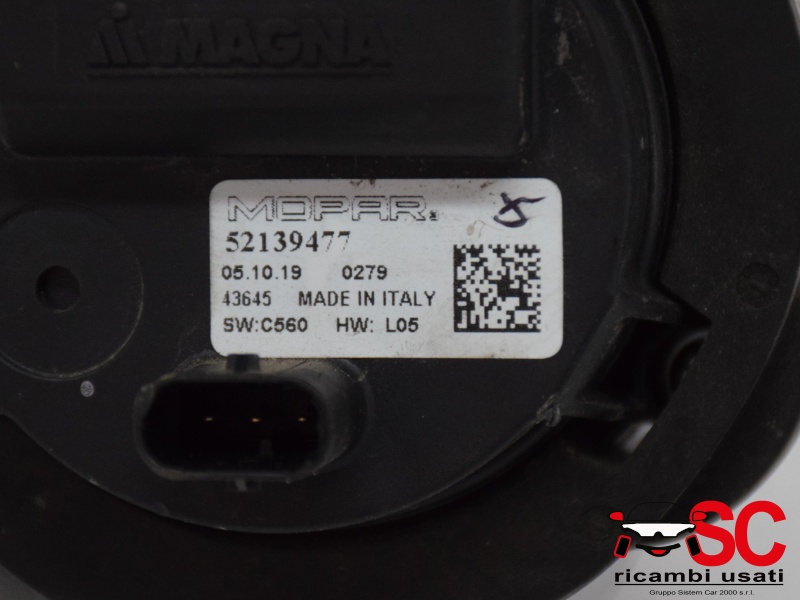 MAGNA
MOPAR.
52139477
05.10.19 0279
43645 MADE IN ITALY
SW:C560 HW: L05
SC
ricambi usati
Gruppo Sistem Car 2000 s.r.l.